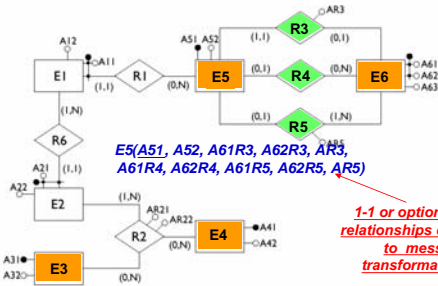 AR3
A12
A51 A52
R3
A11
(1,1) (0,1)
A61
E1 R1 E5 R4 E6 A62
(1,1) (0,N) (0,1) (0,N) A63
(1,N)
(0,1) (1,N)
R6
R5
AR5
A21 (1,1)
E5(A51, A52, A61R3, A62R3, AR3,
A61R4, A62R4, A61R5, A62R5, AR5)
A22
E2 (1,N)
AR21
AR22
1-1 or option
A41
R2 E4
relationships
(0,N) A42
to mess
A31
E3
transforma
A32 (0,N)